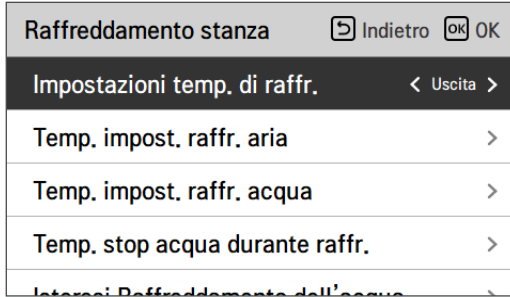 Raffreddamento stanza Indietro OK OK
Impostazioni temp. di raffr. < Uscita >
Temp. impost. raffr. aria >
Temp. impost. raffr. acqua >
Temp. stop acqua durante raffr. >